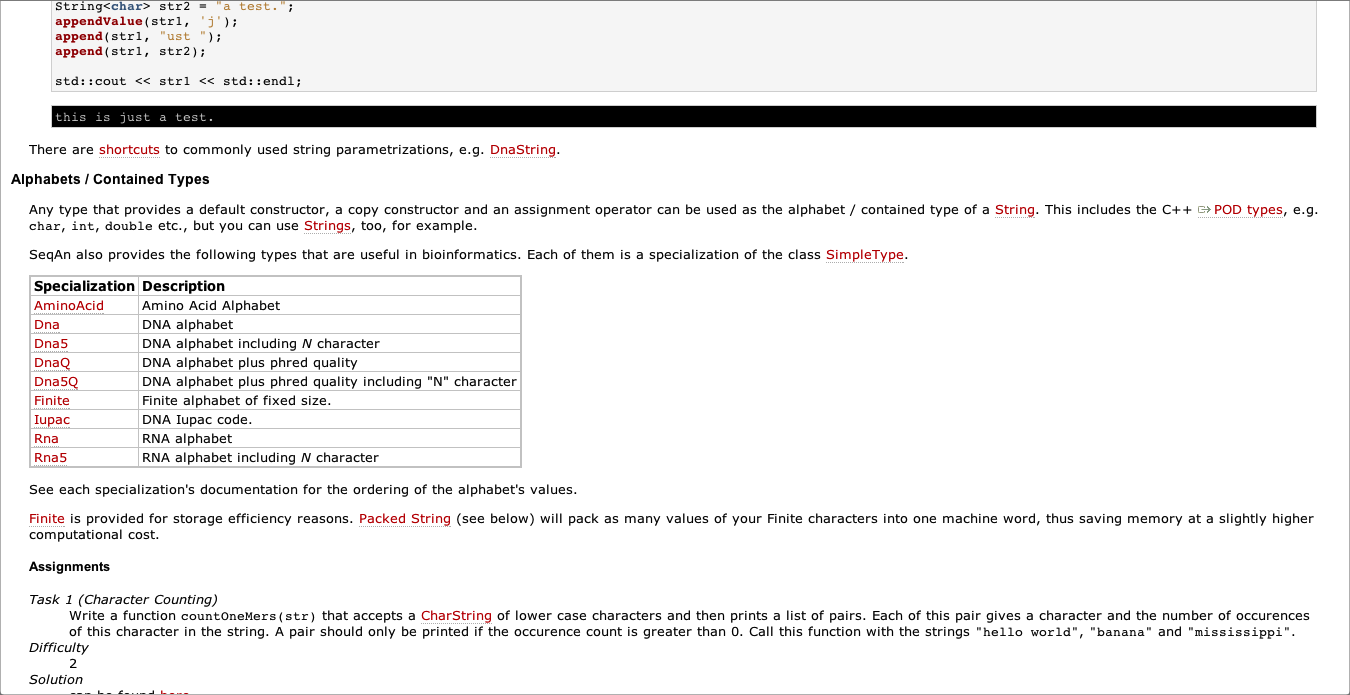 String<char> str2 = "a test.";
appendValue(str1, 'j');
append(str1, "ust ");
append(str1, str2);
std::cout << str1 << std::endl;
this is just a test.
There are shortcuts to commonly used string parametrizations, e.g. DnaString.
Alphabets / Contained Types
Any type that provides a default constructor, a copy constructor and an assignment operator can be used as the alphabet / contained type of a String. This includes the C++ POD types, e.g.
char, int, double etc., but you can use Strings, too, for example.
SeqAn also provides the following types that are useful in bioinformatics. Each of them is a specialization of the class SimpleType.
Specialization Description
AminoAcid Amino Acid Alphabet
Dna DNA alphabet
Dna5 DNA alphabet including N character
DnaQ DNA alphabet plus phred quality
Dna5Q DNA alphabet plus phred quality including "N" character
Finite Finite alphabet of fixed size.
Iupac DNA Iupac code.
Rna RNA alphabet
Rna5 RNA alphabet including N character
See each specialization's documentation for the ordering of the alphabet's values.
Finite is provided for storage efficiency reasons. Packed String (see below) will pack as many values of your Finite characters into one machine word, thus saving memory at a slightly higher
computational cost.
Assignments
Task 1 (Character Counting)
Write a function countOneMers(str) that accepts a CharString of lower case characters and then prints a list of pairs. Each of this pair gives a character and the number of occurences
of this character in the string. A pair should only be printed if the occurence count is greater than 0. Call this function with the strings "hello world", "banana" and "mississippi".
Difficulty
2
Solution
can be found here